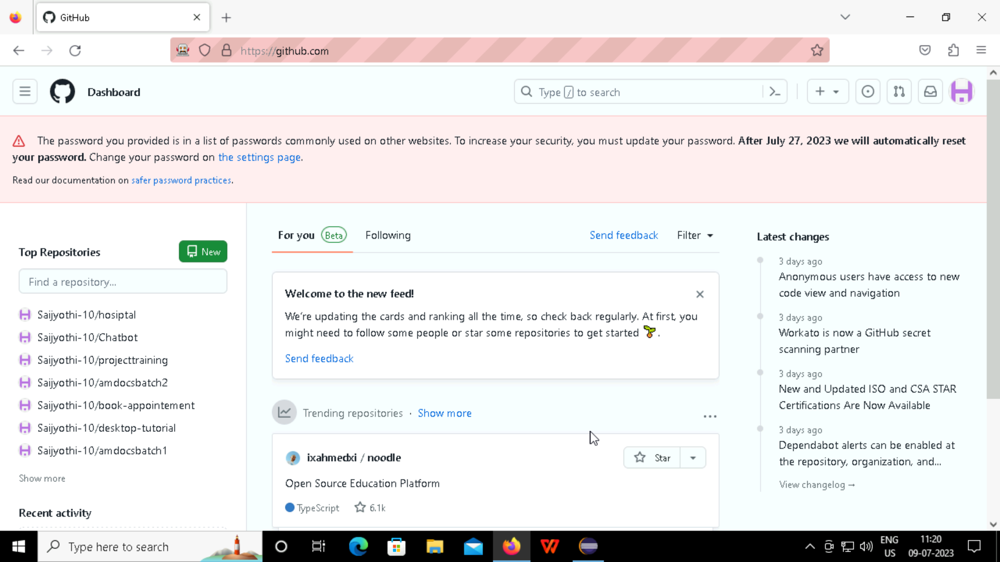 GitHub
https://github.com
Dashboard
Type / to search
The password you provided is in a list of passwords commonly used on other websites. To increase your security, you must update your password. After July 27, 2023 we will automatically reset
your password. Change your password on the settings page.
Read our documentation on safer password practices.
Top Repositories
New
Find a repository...
Saijyothi-10/hosiptal
Saijyothi-10/Chatbot
Saijyothi-10/projecttraining
Saijyothi-10/amdocsbatch2
Saijyothi-10/book-appointement
Saijyothi-10/desktop-tutorial
Saijyothi-10/amdocsbatch1
Show more
Recent activity
For you Beta
Following
Send feedback
Filter
Welcome to the new feed!
We're updating the cards and ranking all the time, so check back regularly. At first, you
might need to follow some people or star some repositories to get started .
Send feedback
Trending repositories · Show more
ixahmedxi / noodle
Star
Open Source Education Platform
TypeScript
6.1k
Latest changes
3 days ago
Anonymous users have access to new
code view and navigation
3 days ago
Workato is now a GitHub secret
scanning partner
3 days ago
New and Updated ISO and CSA STAR
Certifications Are Now Available
3 days ago
Dependabot alerts can be enabled at
the repository, organization, and...
View changelog →
Type here to search
ENG
US
11:20
09-07-2023